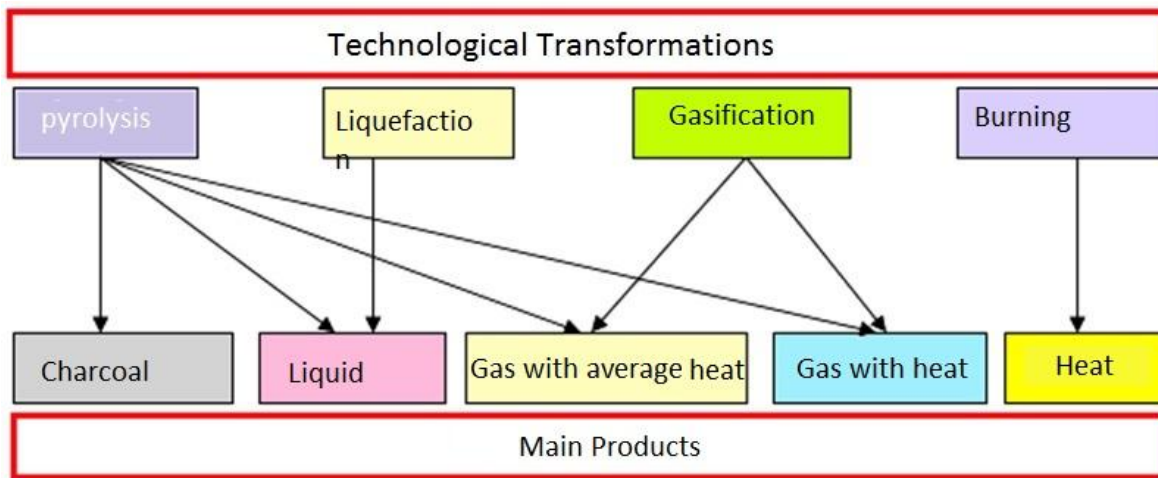 Technological Transformations
pyrolysis
Liquefactio
n
Gasification
Burning
Charcoal
Liquid
Gas with average heat
Gas with heat
Heat
Main Products